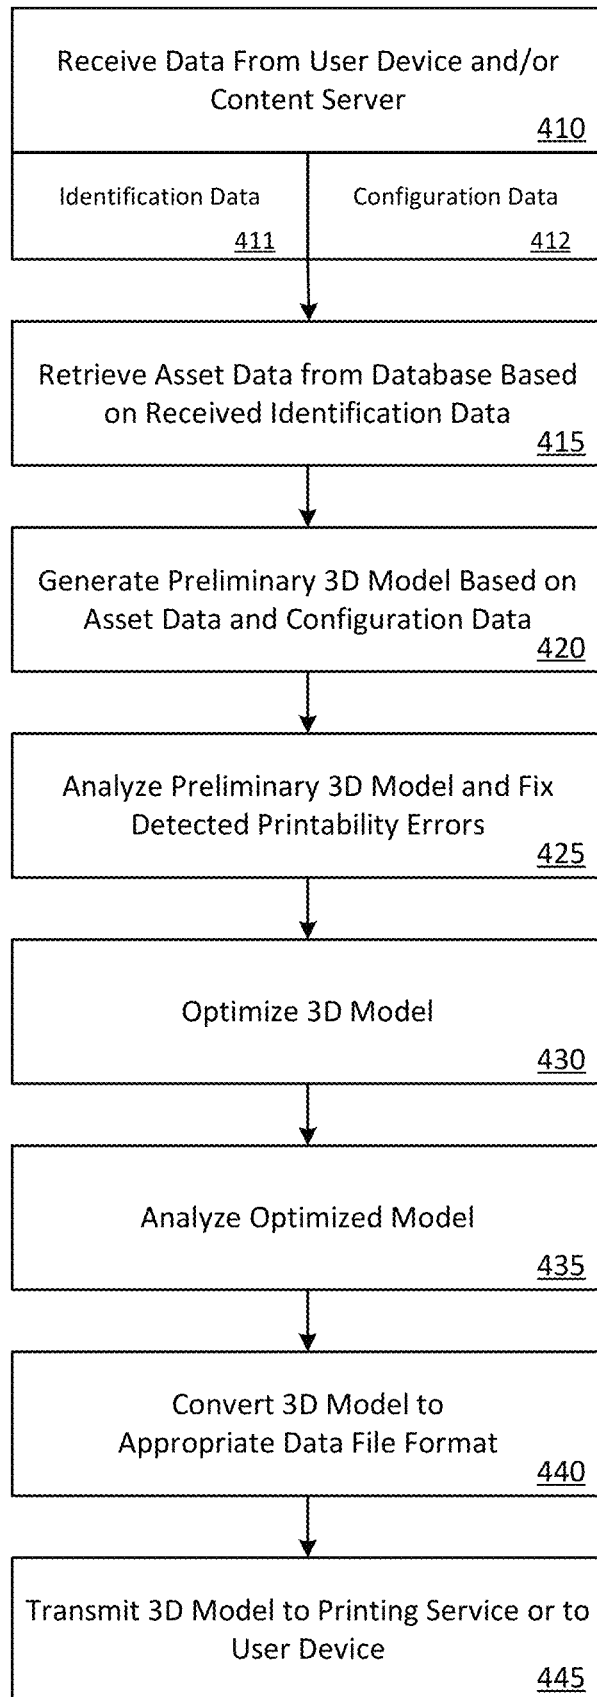 Receive Data From User Device and/or
Content Server
410
Identification Data
411
Configuration Data
412
Retrieve Asset Data from Database Based
on Received Identification Data
415
Generate Preliminary 3D Model Based on
Asset Data and Configuration Data
420
Analyze Preliminary 3D Model and Fix
Detected Printability Errors
425
Optimize 3D Model
430
Analyze Optimized Model
435
Convert 3D Model to
Appropriate Data File Format
440
Transmit 3D Model to Printing Service or to
User Device
445